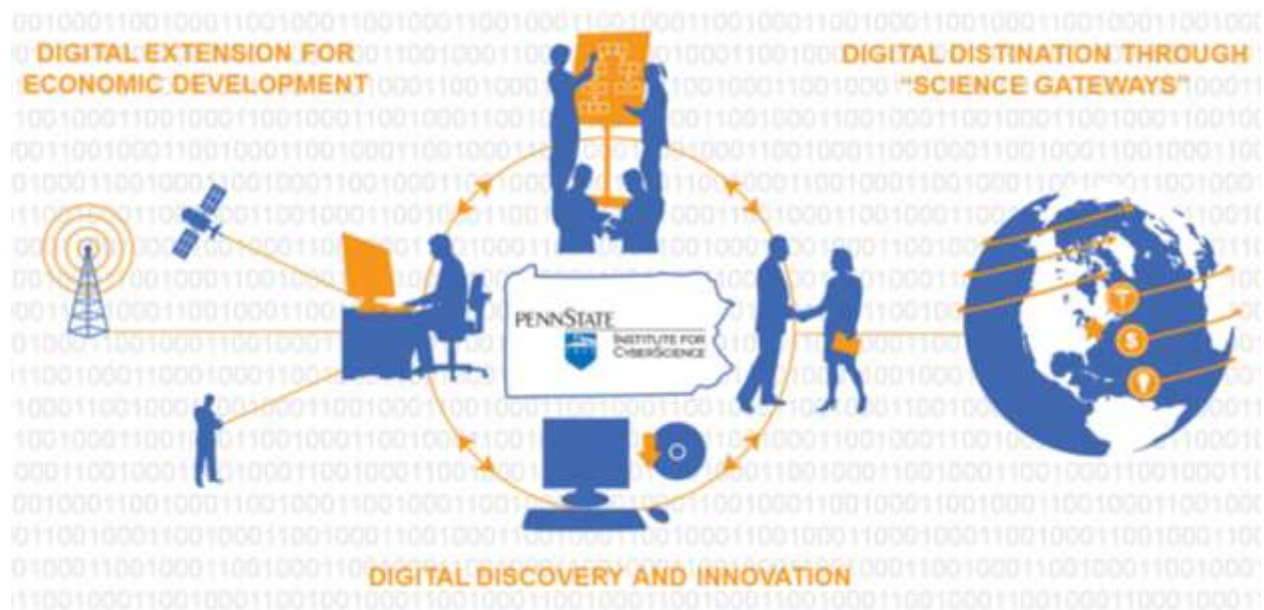 DIGITAL EXTENSION FOR
ECONOMIC DEVELOPMENT
DIGITAL DISTINATION THROUGH
"SCIENCE GATEWAYS"
PENNSTATE
INSTITUTE FOR
CYBERSCIENCE
$
DIGITAL DISCOVERY AND INNOVATION